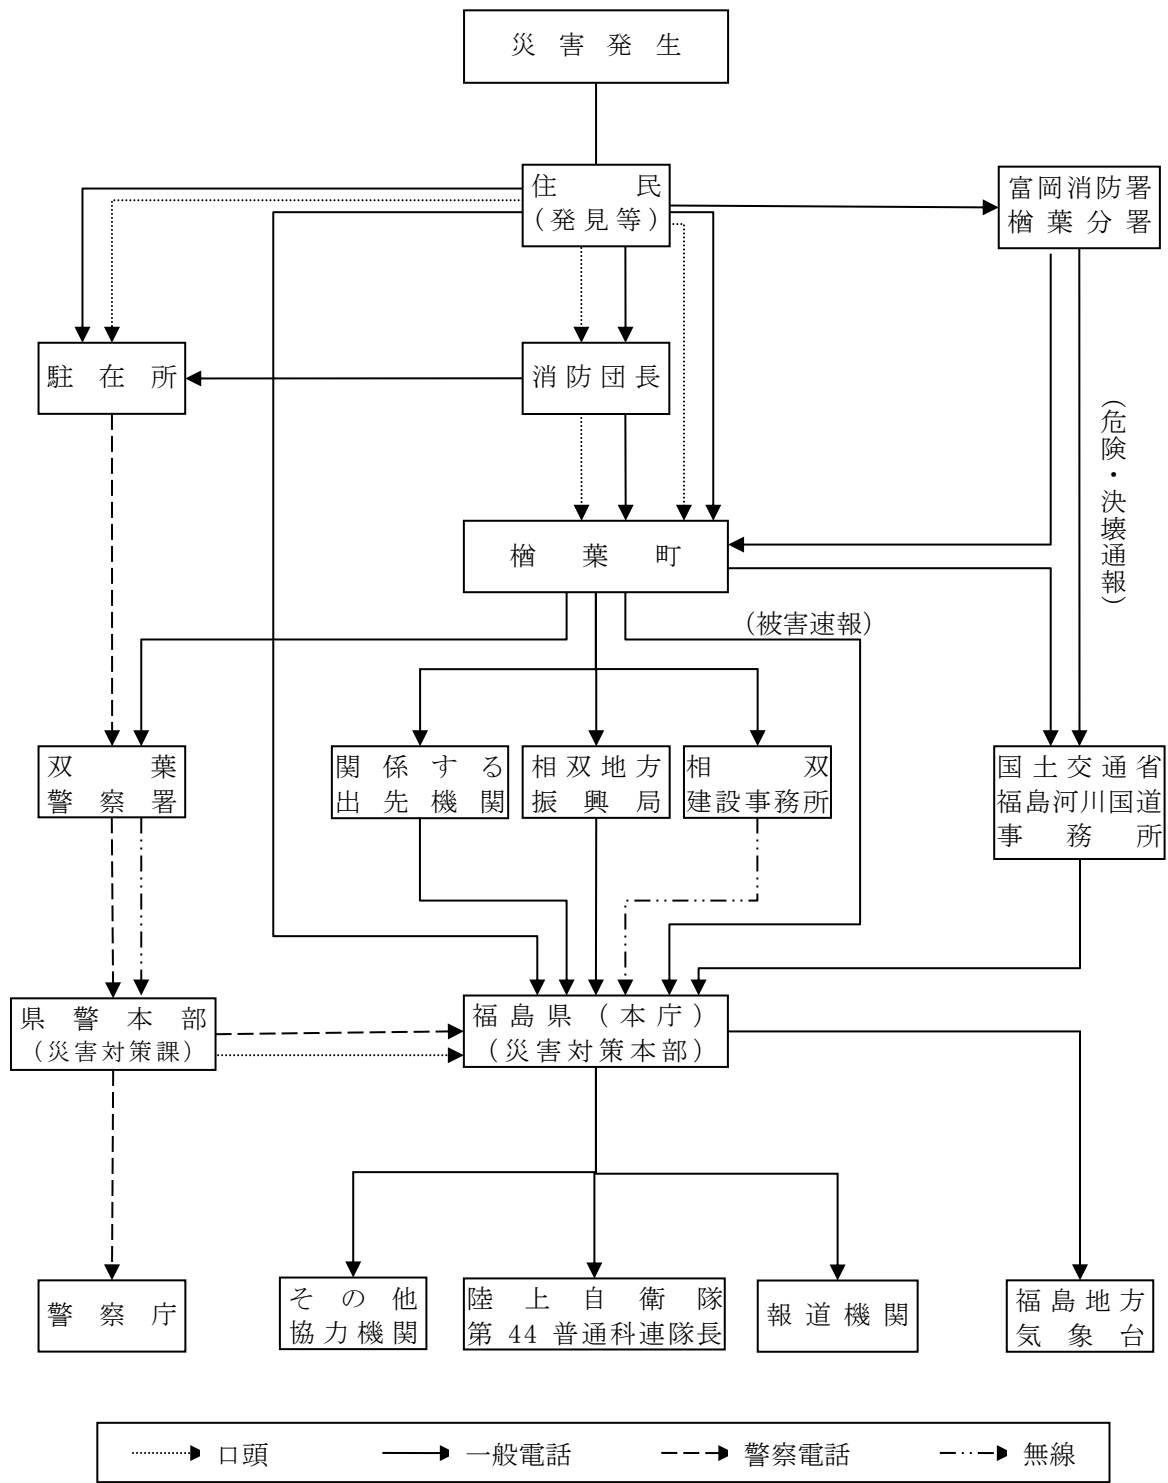 災害発生
住民
(発見等)
富岡消防署
楢葉分署
駐在所
消防団長
(危険・決壊通報)
楢葉町
(被害速報)
双葉
警察署
関係する
出先機関
相双地方
振興局
相双
建設事務所
国土交通省
福島河川国道
事務所
県警本部
(災害対策課)
福島県(本庁)
(災害対策本部)
警察庁
その他
協力機関
陸上自衛隊
第44普通科連隊長
報道機関
福島地方
気象台
口頭
一般電話
警察電話
無線